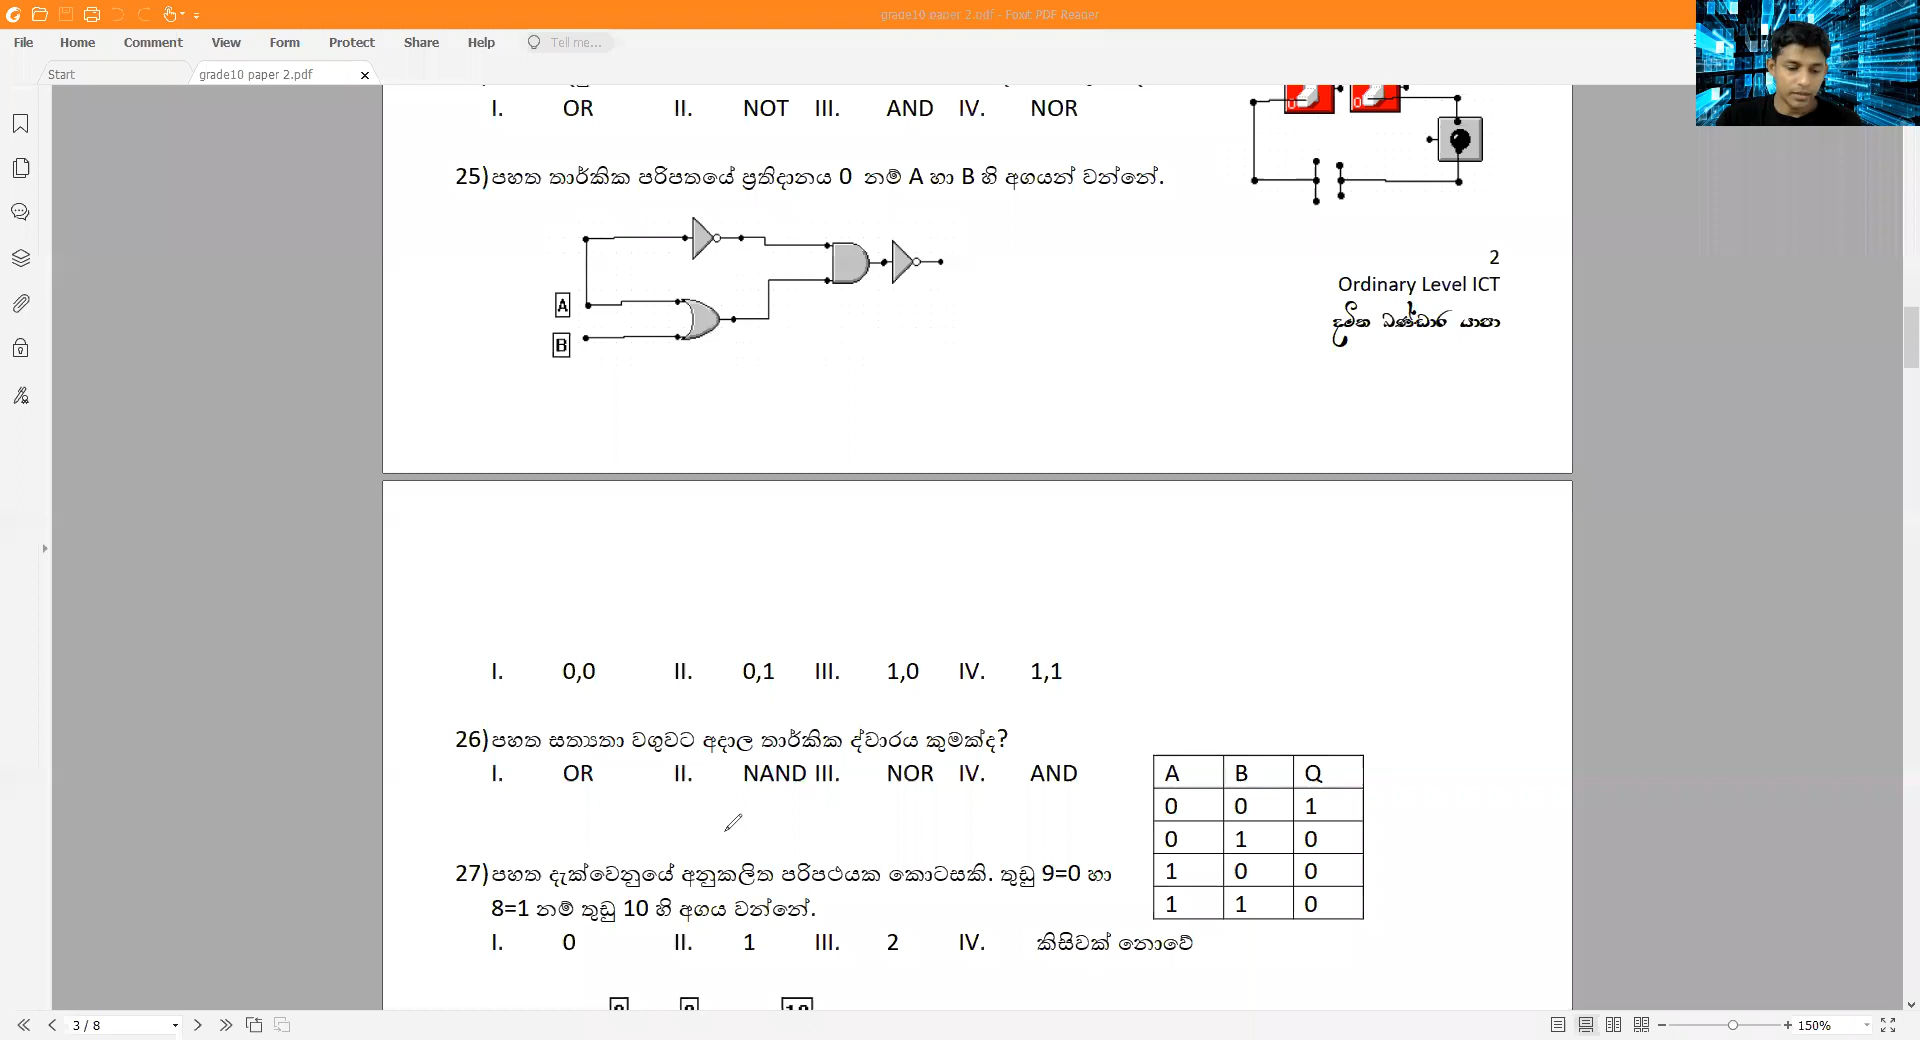 grade10 paper 2.pdf - Foxit PDF Reader
File Home Comment View Form Protect Share Help Tell me...
Start grade10 paper 2.pdf
I. OR II. NOT III. AND IV. NOR
25)පහත තාර්කික පරිපතයේ ප්‍රතිදානය 0 නම් A හා B හි අගයන් වන්නේ.
A
B
2
Ordinary Level ICT
බණ්ඩාර යාපා
I. 0,0 II. 0,1 III. 1,0 IV. 1,1
26)පහත සත්‍යතා වගුවට අදාල තාර්කික ද්වාරය කුමක්ද?
I. OR II. NAND III. NOR IV. AND
A B Q
0 0 1
0 1 0
1 0 0
1 1 0
27)පහත දැක්වෙනුයේ අනුකලිත පරිපථයක කොටසකි. තුඩු 9=0 හා
8=1 නම් තුඩු 10 හි අගය වන්නේ.
I. 0 II. 1 III. 2 IV. කිසිවක් නොවේ
3 / 8
150%